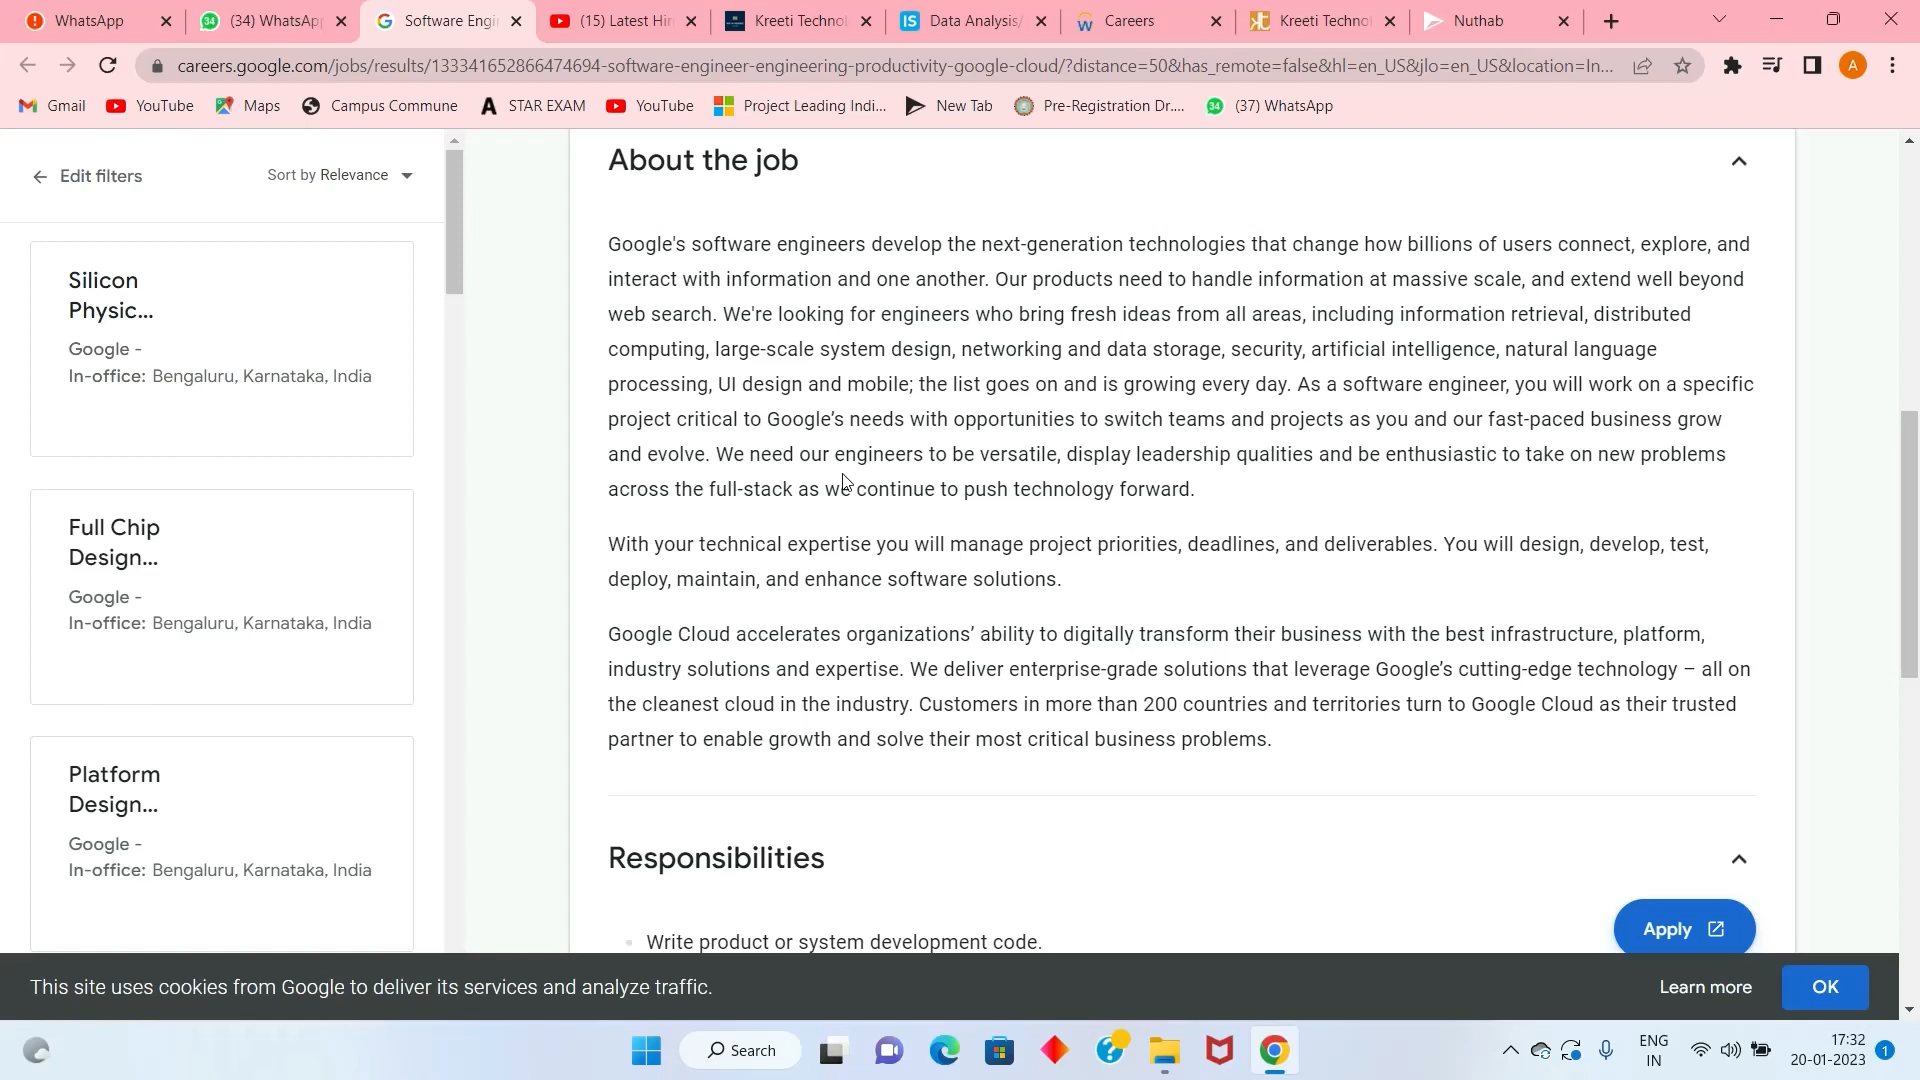 WhatsApp
(34) WhatsApp
Software Engi
(15) Latest Hir
Kreeti Technol
Data Analysis/
Careers
Kreeti Technol
Nuthab
careers.google.com/jobs/results/133341652866474694-software-engineer-engineering-productivity-google-cloud/?distance=50&has_remote=false&hl=en_US&jlo=en_US&location=In...
A
Gmail
YouTube
Maps
Campus Commune
STAR EXAM
YouTube
Project Leading Indi...
New Tab
Pre-Registration Dr....
(37) WhatsApp
Edit filters
Sort by Relevance
Silicon
Physic...
Google -
In-office: Bengaluru, Karnataka, India
Full Chip
Design...
Google -
In-office: Bengaluru, Karnataka, India
Platform
Design...
Google -
In-office: Bengaluru, Karnataka, India
About the job
Google's software engineers develop the next-generation technologies that change how billions of users connect, explore, and
interact with information and one another. Our products need to handle information at massive scale, and extend well beyond
web search. We're looking for engineers who bring fresh ideas from all areas, including information retrieval, distributed
computing, large-scale system design, networking and data storage, security, artificial intelligence, natural language
processing, UI design and mobile; the list goes on and is growing every day. As a software engineer, you will work on a specific
project critical to Google’s needs with opportunities to switch teams and projects as you and our fast-paced business grow
and evolve. We need our engineers to be versatile, display leadership qualities and be enthusiastic to take on new problems
across the full-stack as we continue to push technology forward.
With your technical expertise you will manage project priorities, deadlines, and deliverables. You will design, develop, test,
deploy, maintain, and enhance software solutions.
Google Cloud accelerates organizations’ ability to digitally transform their business with the best infrastructure, platform,
industry solutions and expertise. We deliver enterprise-grade solutions that leverage Google’s cutting-edge technology – all on
the cleanest cloud in the industry. Customers in more than 200 countries and territories turn to Google Cloud as their trusted
partner to enable growth and solve their most critical business problems.
Responsibilities
Write product or system development code.
Apply
This site uses cookies from Google to deliver its services and analyze traffic.
Learn more
OK
Search
ENG
IN
17:32
20-01-2023
1